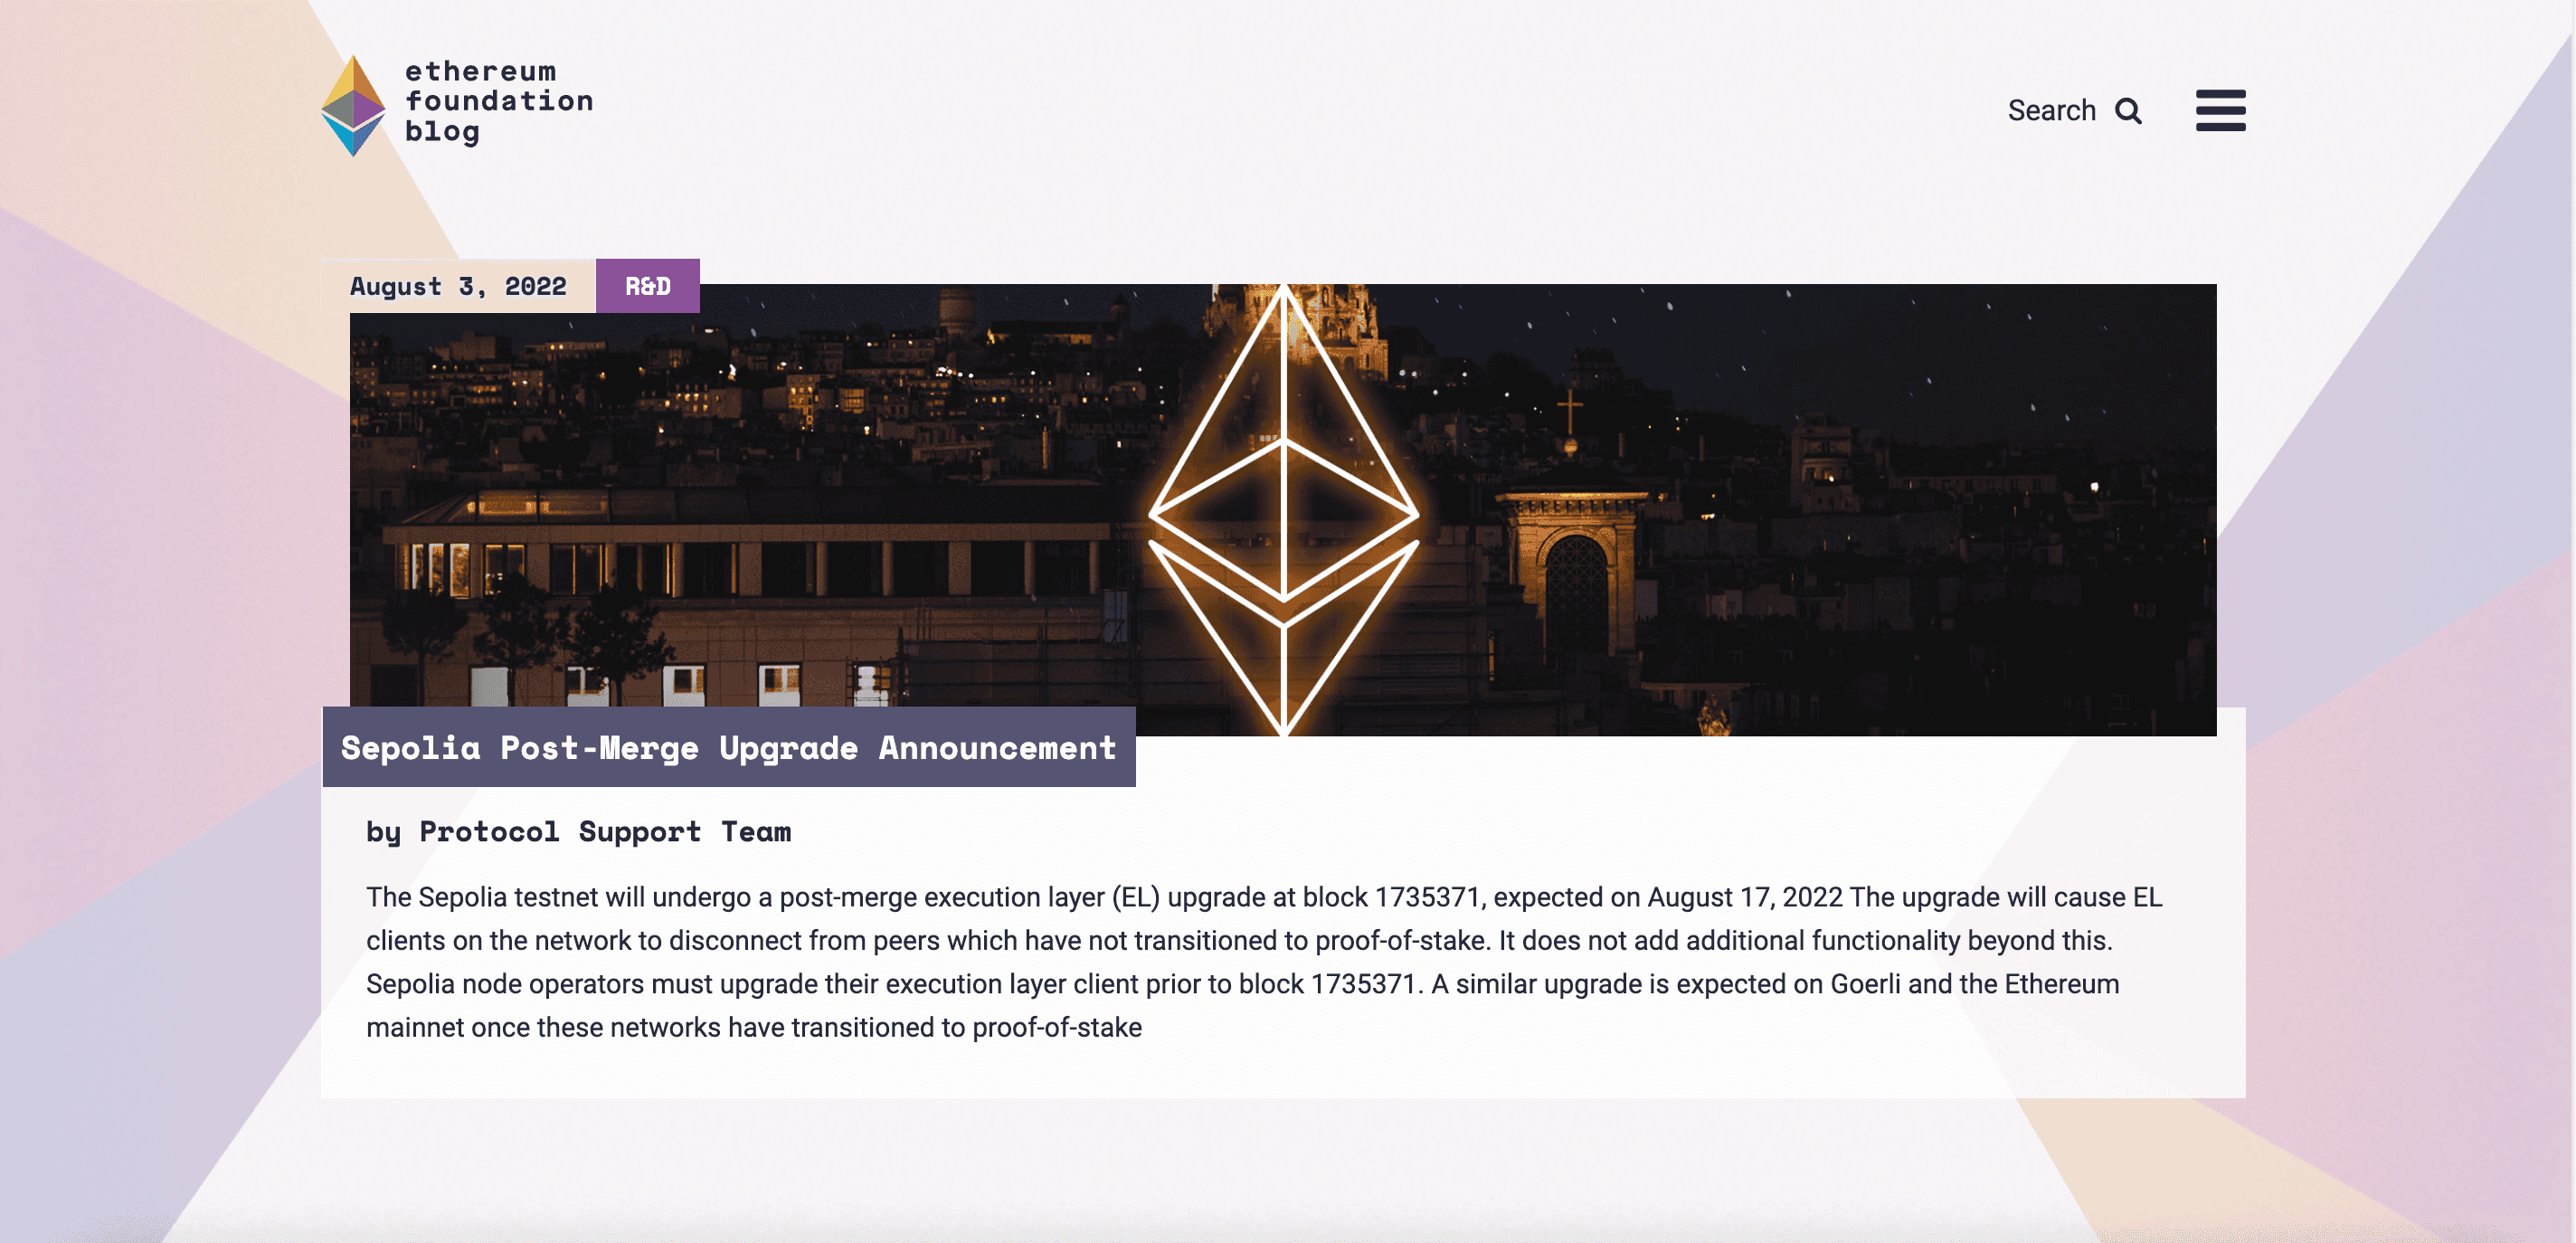 ethereum
foundation
blog
Search
August 3, 2022
R&D
Sepolia Post-Merge Upgrade Announcement
by Protocol Support Team
The Sepolia testnet will undergo a post-merge execution layer (EL) upgrade at block 1735371, expected on August 17, 2022 The upgrade will cause EL
clients on the network to disconnect from peers which have not transitioned to proof-of-stake. It does not add additional functionality beyond this.
Sepolia node operators must upgrade their execution layer client prior to block 1735371. A similar upgrade is expected on Goerli and the Ethereum
mainnet once these networks have transitioned to proof-of-stake